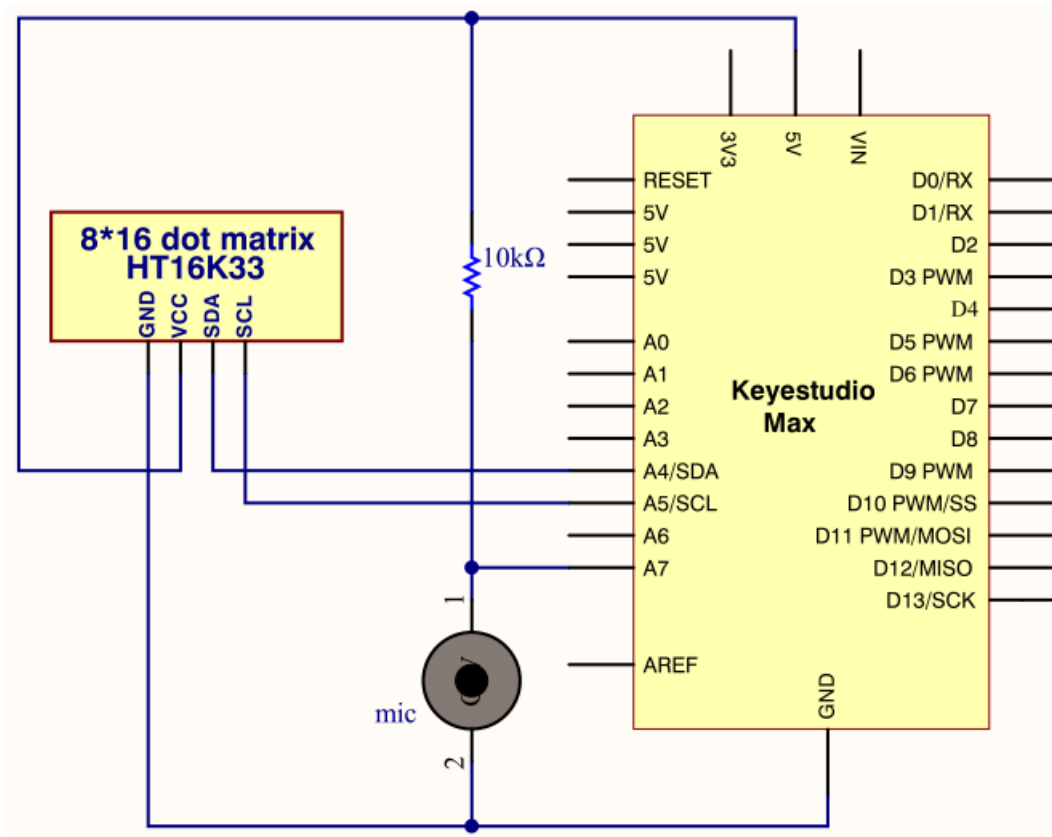 3V3
5V
VIN
RESET
5V
5V
5V
A0
A1
A2
A3
A4/SDA
A5/SCL
A6
A7
AREF
D0/RX
D1/RX
D2
D3 PWM
D4
D5 PWM
D6 PWM
D7
D8
D9 PWM
D10 PWM/SS
D11 PWM/MOSI
D12/MISO
D13/SCK
GND
Keyestudio
Max
8*16 dot matrix
HT16K33
GND
VCC
SDA
SCL
10kΩ
1
mic
2